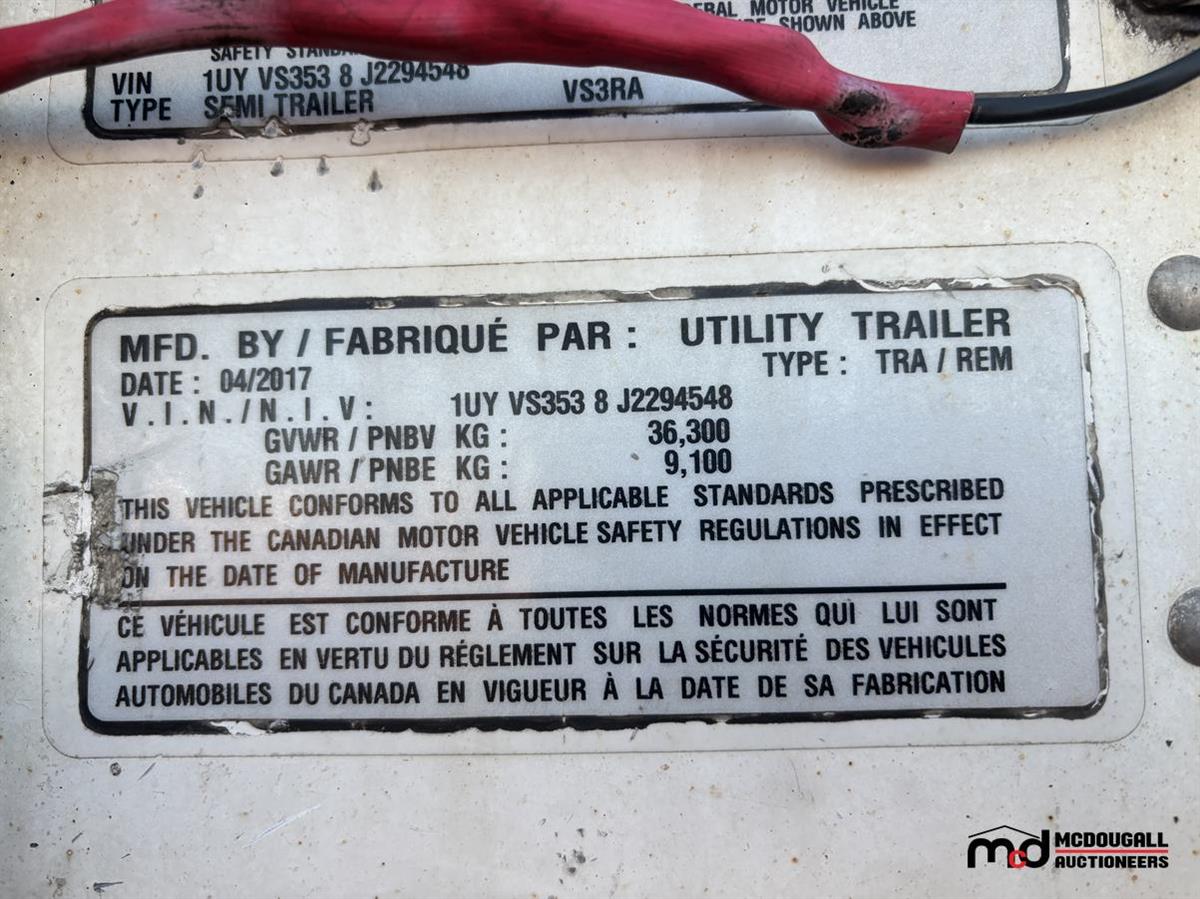 ERAL MOTOR VEHICLE
SHOWN ABOVE
SAFETY
VIN 1UY VS353 8 J2294548
TYPE SEMI TRAILER VS3RA
MFD. BY / FABRIQUÉ PAR : UTILITY TRAILER
DATE : 04/2017 TYPE : TRA / REM
V.I.N./N.I.V: 1UY VS353 8 J2294548
GVWR / PNBV KG : 36,300
GAWR / PNBE KG : 9,100
THIS VEHICLE CONFORMS TO ALL APPLICABLE STANDARDS PRESCRIBED
UNDER THE CANADIAN MOTOR VEHICLE SAFETY REGULATIONS IN EFFECT
ON THE DATE OF MANUFACTURE
CE VÉHICULE EST CONFORME À TOUTES LES NORMES QUI LUI SONT
APPLICABLES EN VERTU DU RÉGLEMENT SUR LA SÉCURITÉ DES VEHICULES
AUTOMOBILES DU CANADA EN VIGUEUR À LA DATE DE SA FABRICATION
mcd MCDOUGALL
AUCTIONEERS